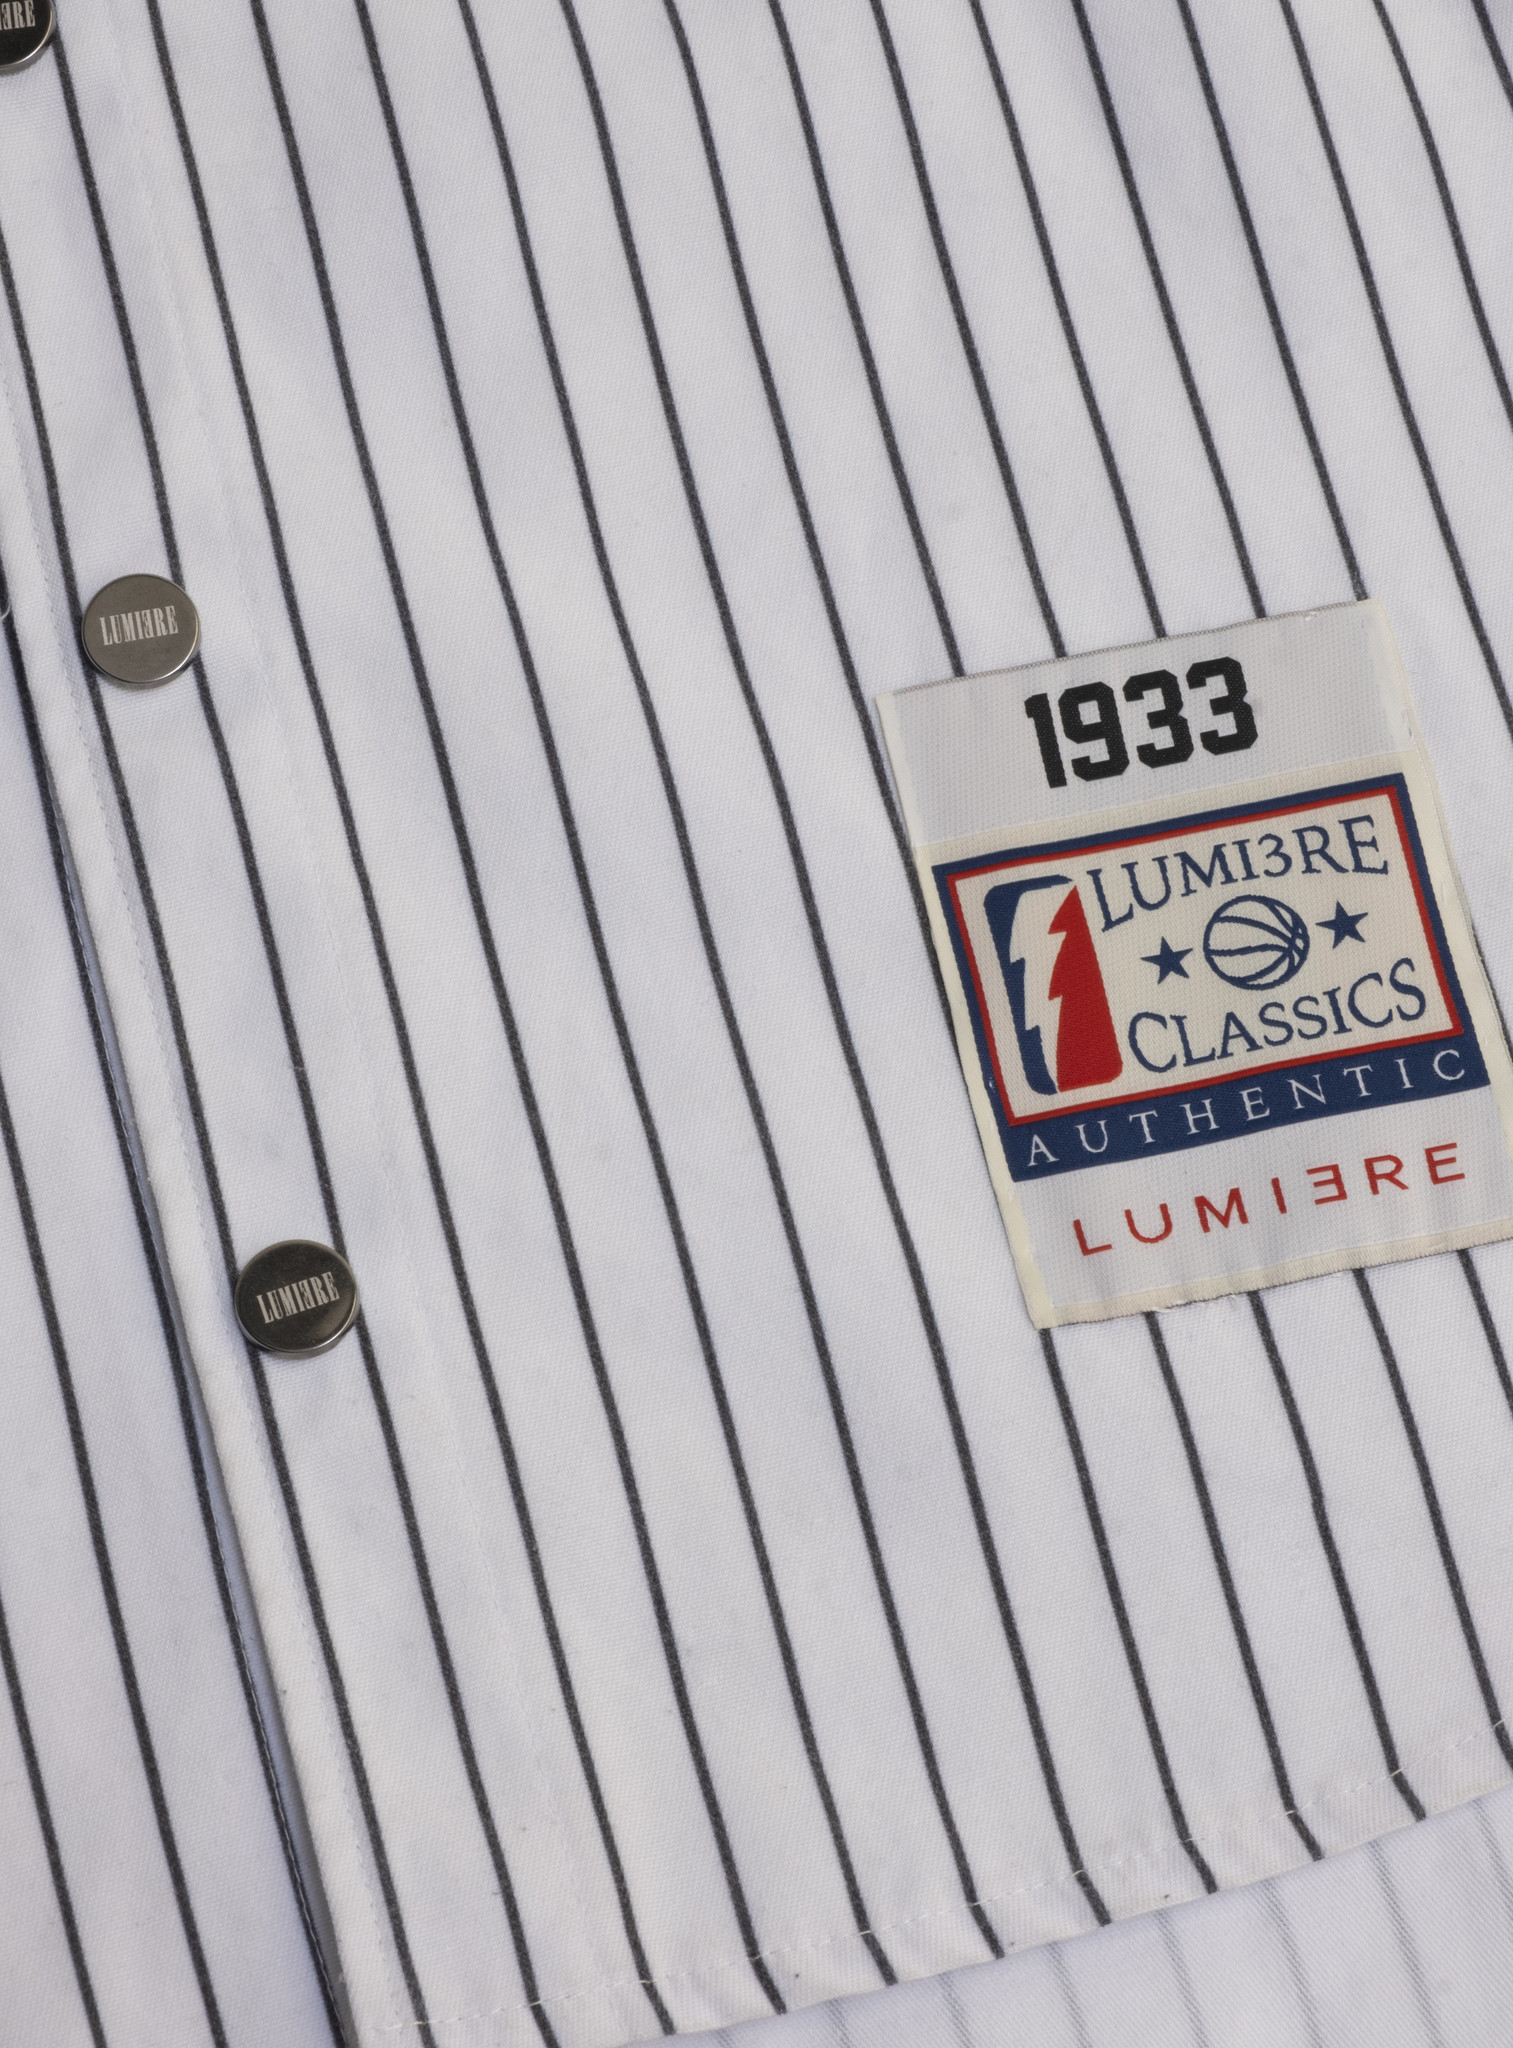 LUMIƎRE
1933
LUMI3RE
CLASSICS
AUTHENTIC
LUMIƎRE
LUMIƎRE